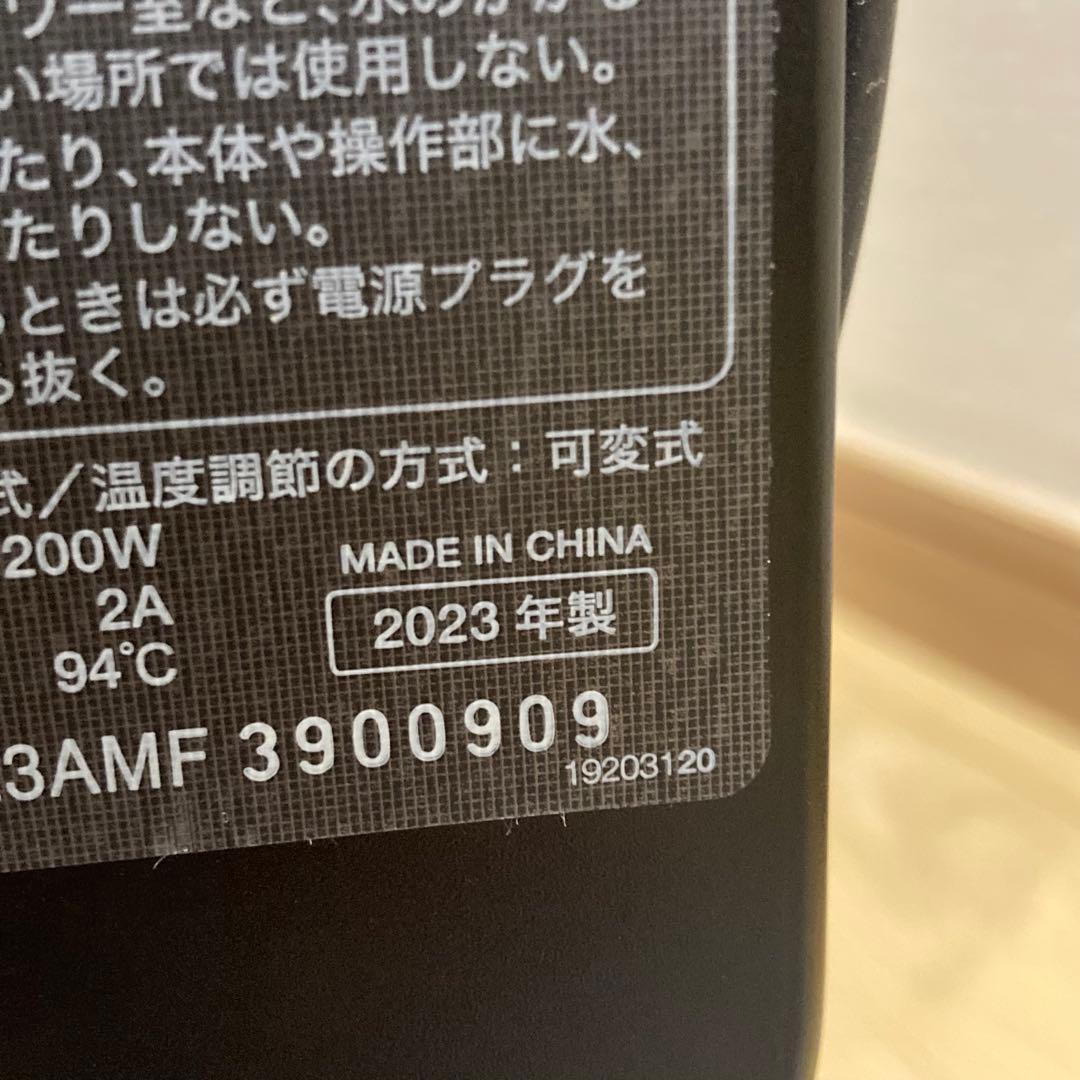 ワー室など、水のかかる
い場所では使用しない。
たり、本体や操作部に水、
たりしない。
ときは必ず電源プラグを
ら抜く。
式/温度調節の方式：可変式
200W
MADE IN CHINA
2A
2023 年製
94℃
3AMF 3900909
19203120